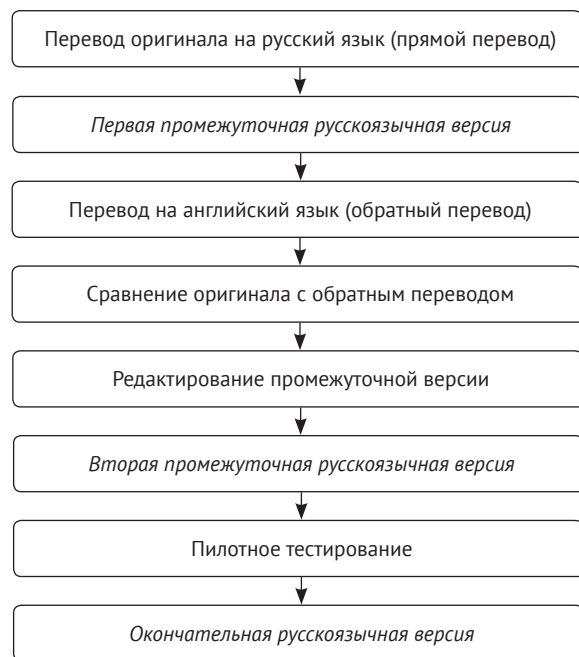 Перевод оригинала на русский язык (прямой перевод)
Первая промежуточная русскоязычная версия
Перевод на английский язык (обратный перевод)
Сравнение оригинала с обратным переводом
Редактирование промежуточной версии
Вторая промежуточная русскоязычная версия
Пилотное тестирование
Окончательная русскоязычная версия